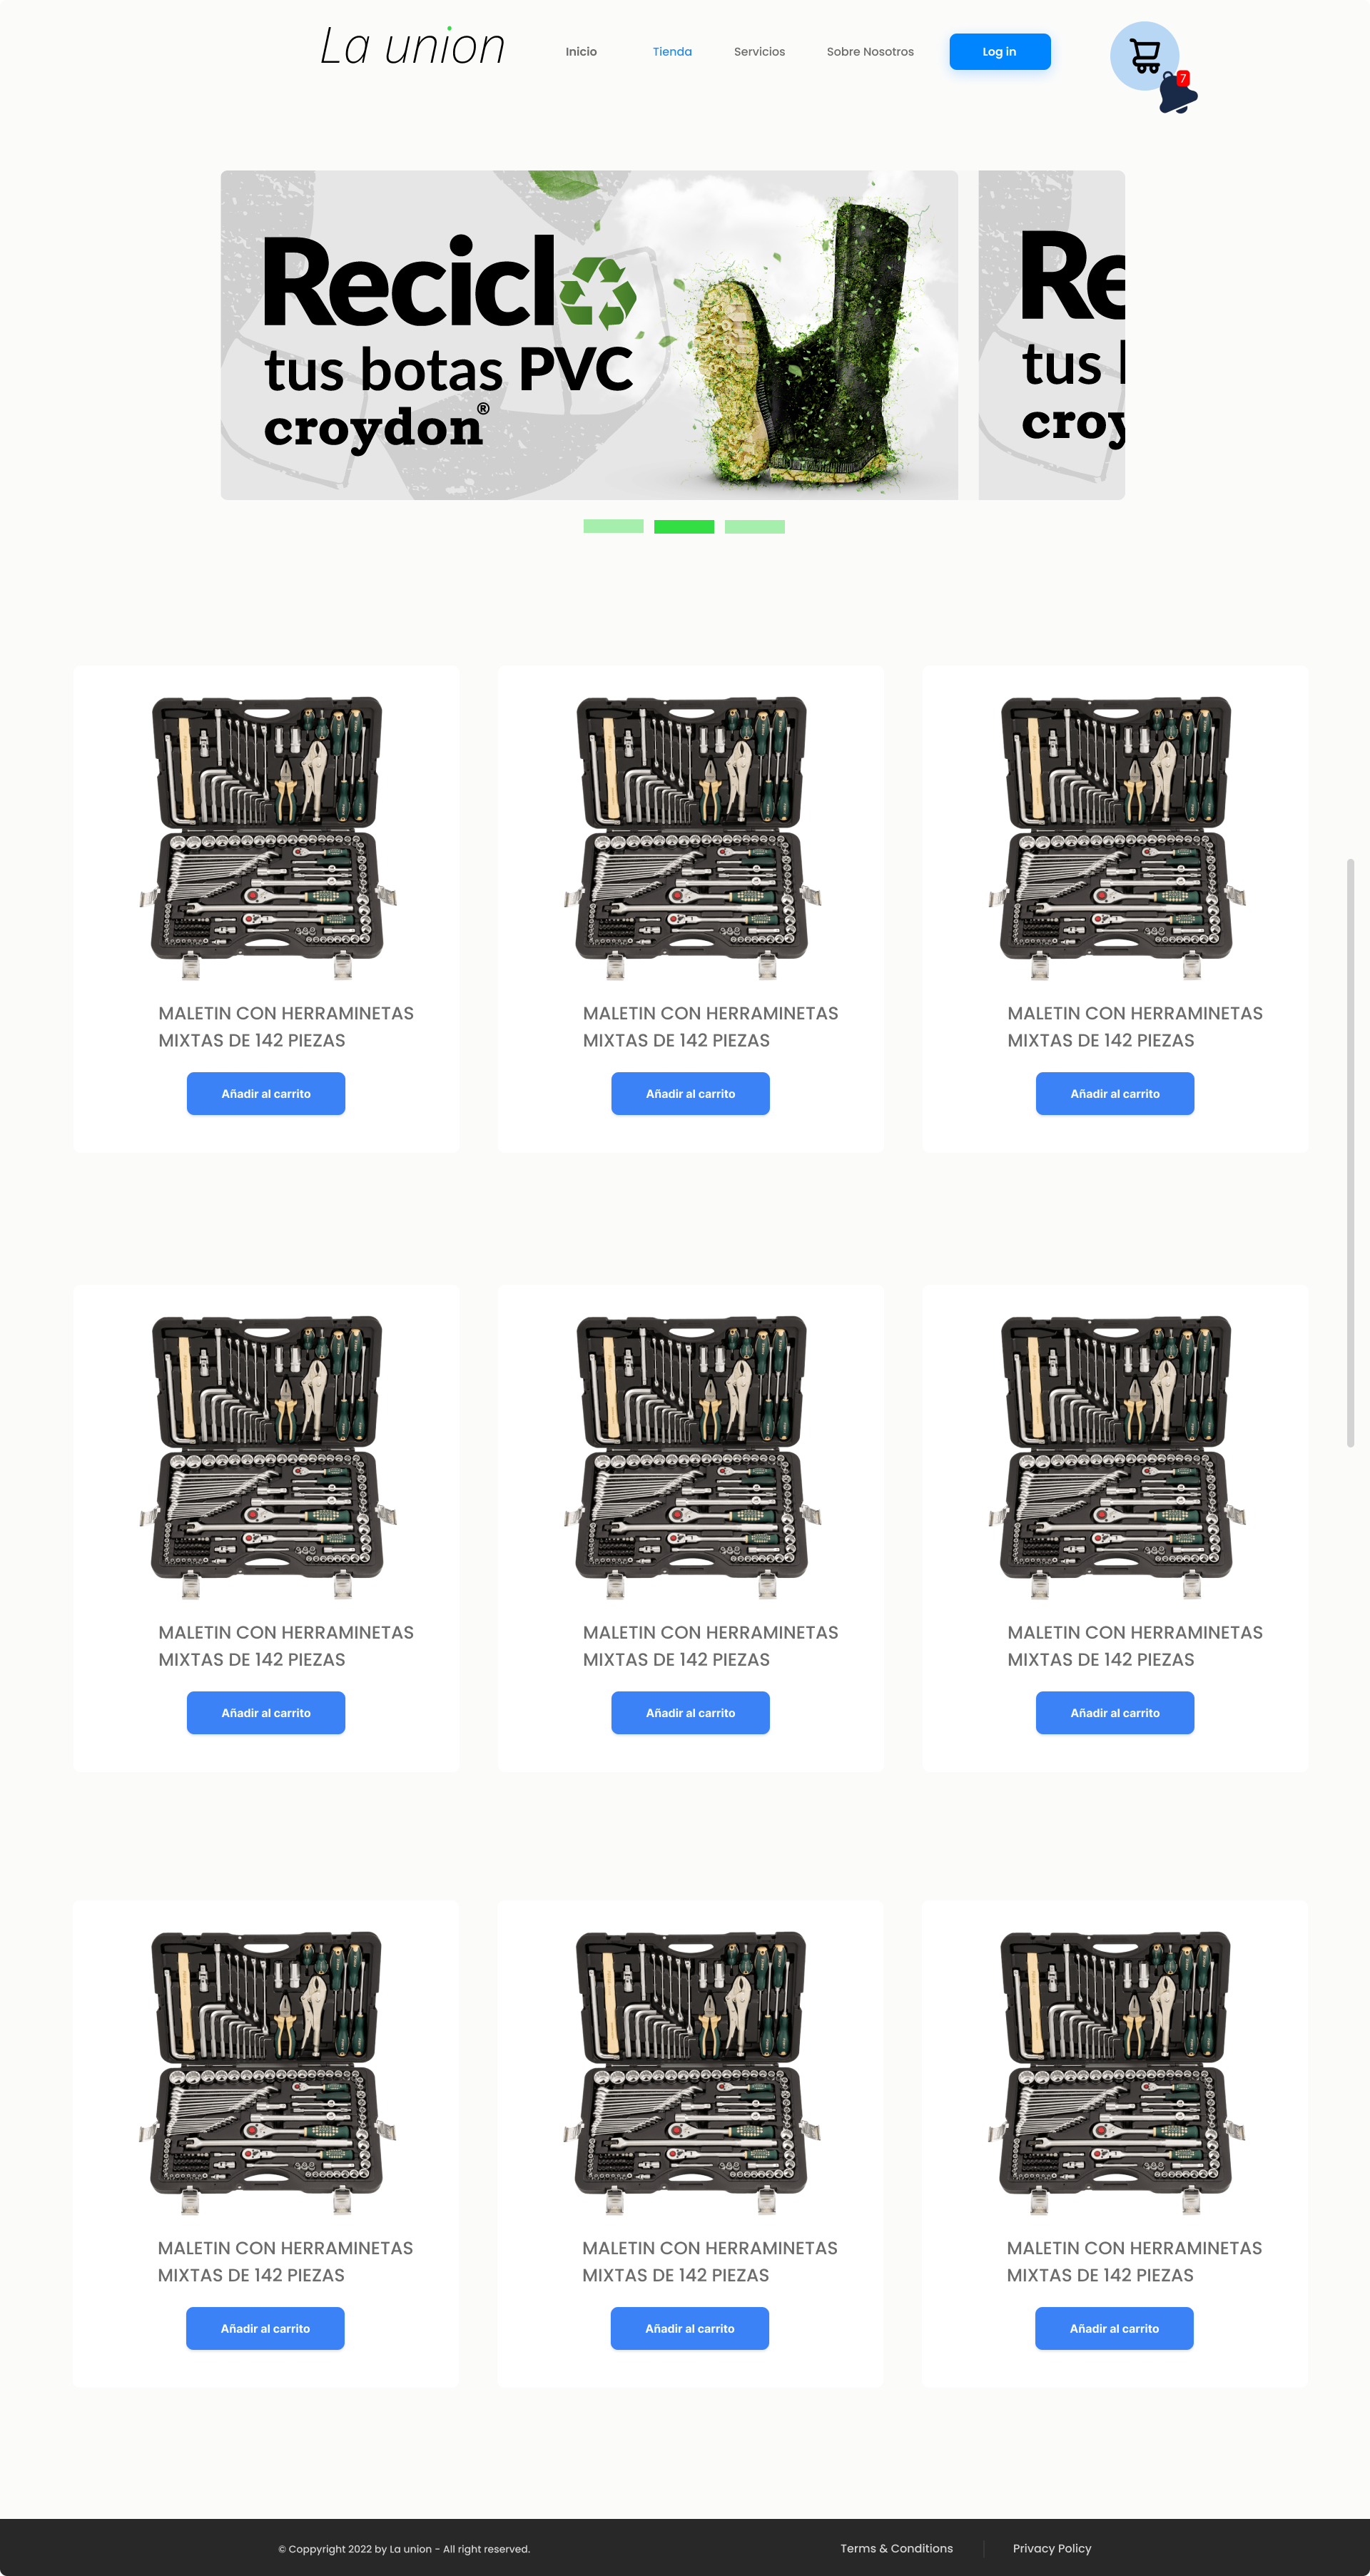 La union
Inicio
Tienda
Servicios
Sobre Nosotros
Log in
7
Recicl
tus botas PVC
croydon®
Re
tus
croy
MALETIN CON HERRAMINETAS
MIXTAS DE 142 PIEZAS
Añadir al carrito
MALETIN CON HERRAMINETAS
MIXTAS DE 142 PIEZAS
Añadir al carrito
MALETIN CON HERRAMINETAS
MIXTAS DE 142 PIEZAS
Añadir al carrito
MALETIN CON HERRAMINETAS
MIXTAS DE 142 PIEZAS
Añadir al carrito
MALETIN CON HERRAMINETAS
MIXTAS DE 142 PIEZAS
Añadir al carrito
MALETIN CON HERRAMINETAS
MIXTAS DE 142 PIEZAS
Añadir al carrito
MALETIN CON HERRAMINETAS
MIXTAS DE 142 PIEZAS
Añadir al carrito
MALETIN CON HERRAMINETAS
MIXTAS DE 142 PIEZAS
Añadir al carrito
MALETIN CON HERRAMINETAS
MIXTAS DE 142 PIEZAS
Añadir al carrito
© Coppyright 2022 by La union - All right reserved.
Terms & Conditions
Privacy Policy